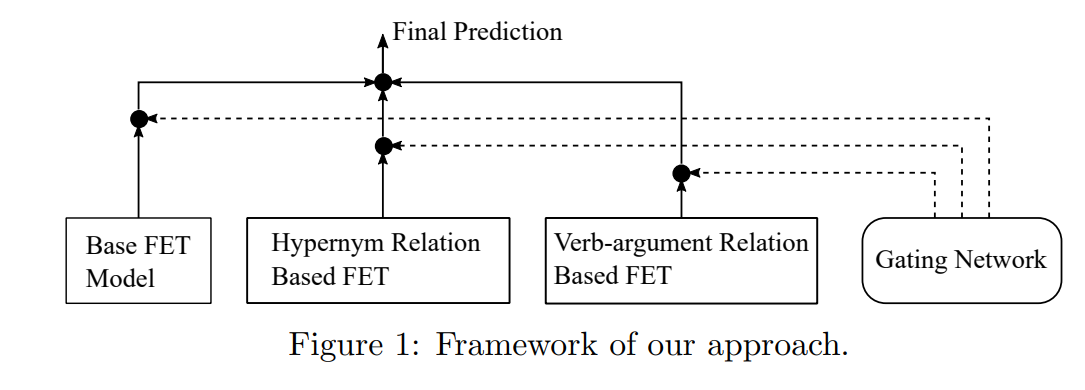 Final Prediction
Base FET
Model
Hypernym Relation
Based FET
Verb-argument Relation
Based FET
Gating Network
Figure 1: Framework of our approach.